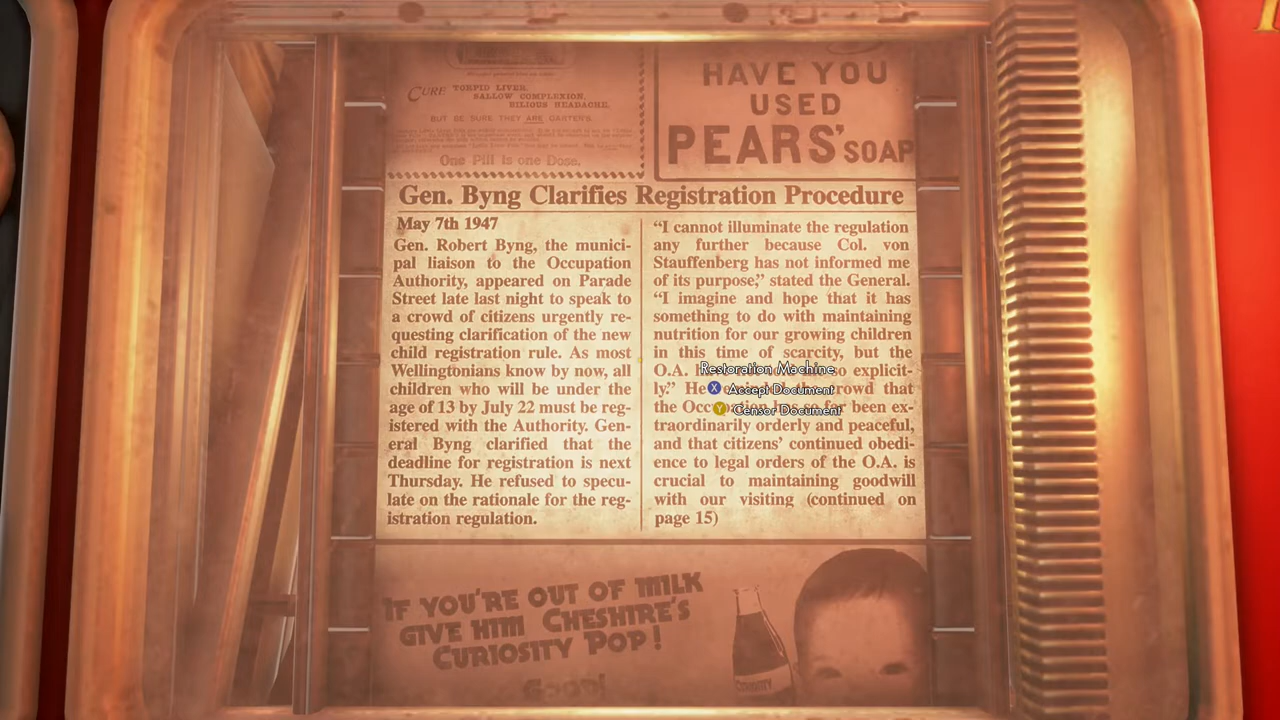 CURE TORPID LIVER,
SALLOW COMPLEXION,
BILIOUS HEADACHE,
BUT BE SURE THEY ARE CARTER'S.
One Pill is one Dose.
HAVE YOU
USED
PEARS' SOAP
Gen. Byng Clarifies Registration Procedure
May 7th 1947
Gen. Robert Byng, the munici-
pal liaison to the Occupation
Authority, appeared on Parade
Street late last night to speak to
a crowd of citizens urgently re-
questing clarification of the new
child registration rule. As most
Wellingtonians know by now, all
children who will be under the
age of 13 by July 22 must be reg-
istered with the Authority. Gen-
eral Byng clarified that the
deadline for registration is next
Thursday. He refused to specu-
late on the rationale for the reg-
istration regulation.
“I cannot illuminate the regulation
any further because Col. von
Stauffenberg has not informed me
of its purpose,” stated the General.
“I imagine and hope that it has
something to do with maintaining
nutrition for our growing children
in this time of scarcity, but the
O.A. so explicit-
ly.” He crowd that
the been ex-
traordinarily orderly and peaceful,
and that citizens’ continued obedi-
ence to legal orders of the O.A. is
crucial to maintaining goodwill
with our visiting (continued on
page 15)
Restoration Machine
X Accept Document
Y Censor Document
IF YOU'RE OUT OF MILK
GIVE HIM CHESHIRE'S
CURIOSITY POP!
GOOD!